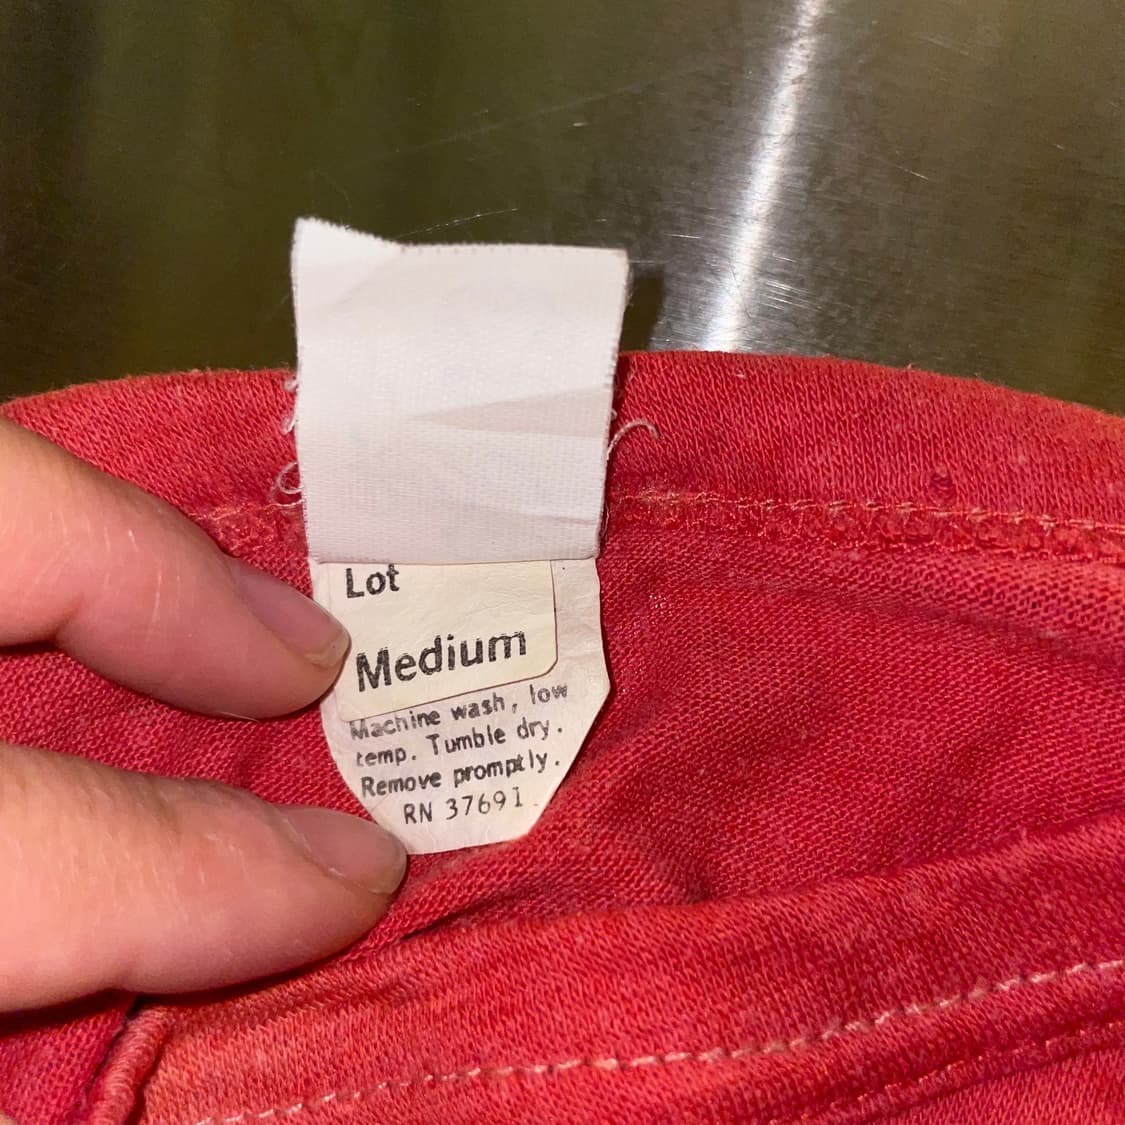 Lot
Medium
Machine wash, low
temp. Tumble dry.
Remove promptly.
RN 37691